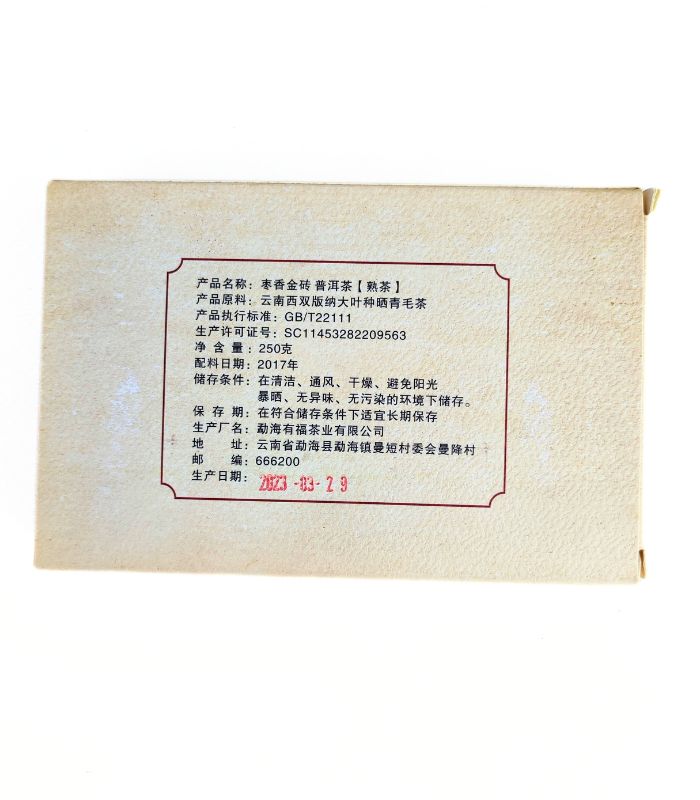 产品名称：枣香金砖 普洱茶【熟茶】
产品原料：云南西双版纳大叶种晒青毛茶
产品执行标准：GB/T22111
生产许可证号：SC11453282209563
净 含 量：250克
配料日期：2017年
储存条件：在清洁、通风、干燥、避免阳光
暴晒、无异味、无污染的环境下储存。
保 存 期：在符合储存条件下适宜长期保存
生产厂名：勐海有福茶业有限公司
地 址：云南省勐海县勐海镇曼短村委会曼降村
邮 编：666200
生产日期：2023-03-29